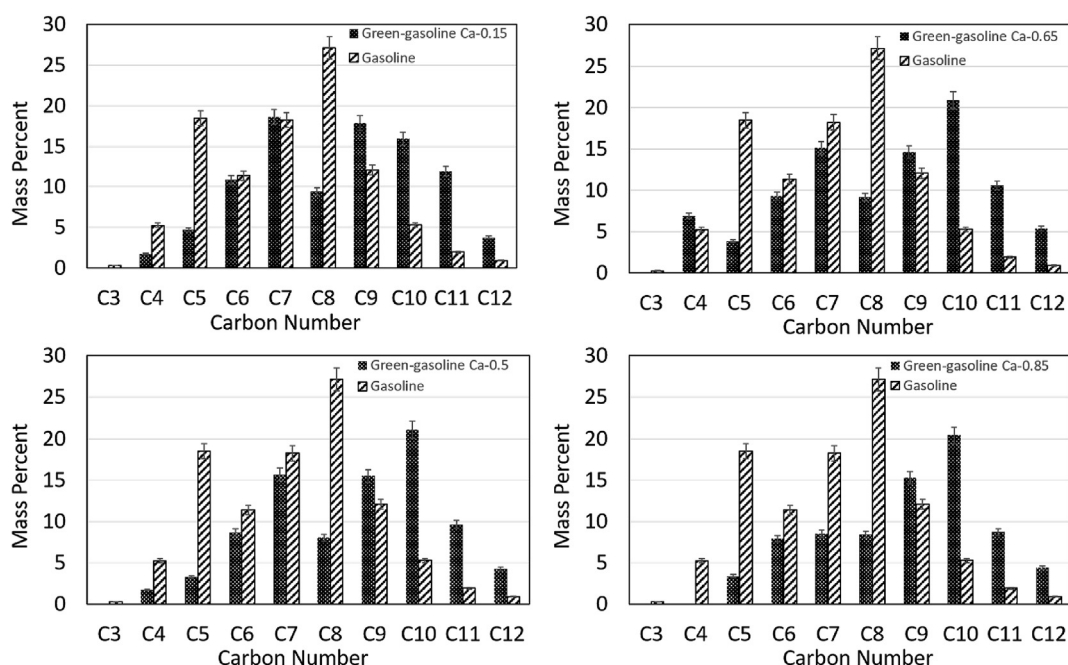 30
25
20
15
10
5
0
Mass Percent
Green-gasoline Ca-0.15
Gasoline
C3 C4 C5 C6 C7 C8 C9 C10 C11 C12
Carbon Number
30
25
20
15
10
5
0
Mass Percent
Green-gasoline Ca-0.65
Gasoline
C3 C4 C5 C6 C7 C8 C9 C10 C11 C12
Carbon Number
30
25
20
15
10
5
0
Mass Percent
Green-gasoline Ca-0.5
Gasoline
C3 C4 C5 C6 C7 C8 C9 C10 C11 C12
Carbon Number
30
25
20
15
10
5
0
Mass Percent
Green-gasoline Ca-0.85
Gasoline
C3 C4 C5 C6 C7 C8 C9 C10 C11 C12
Carbon Number